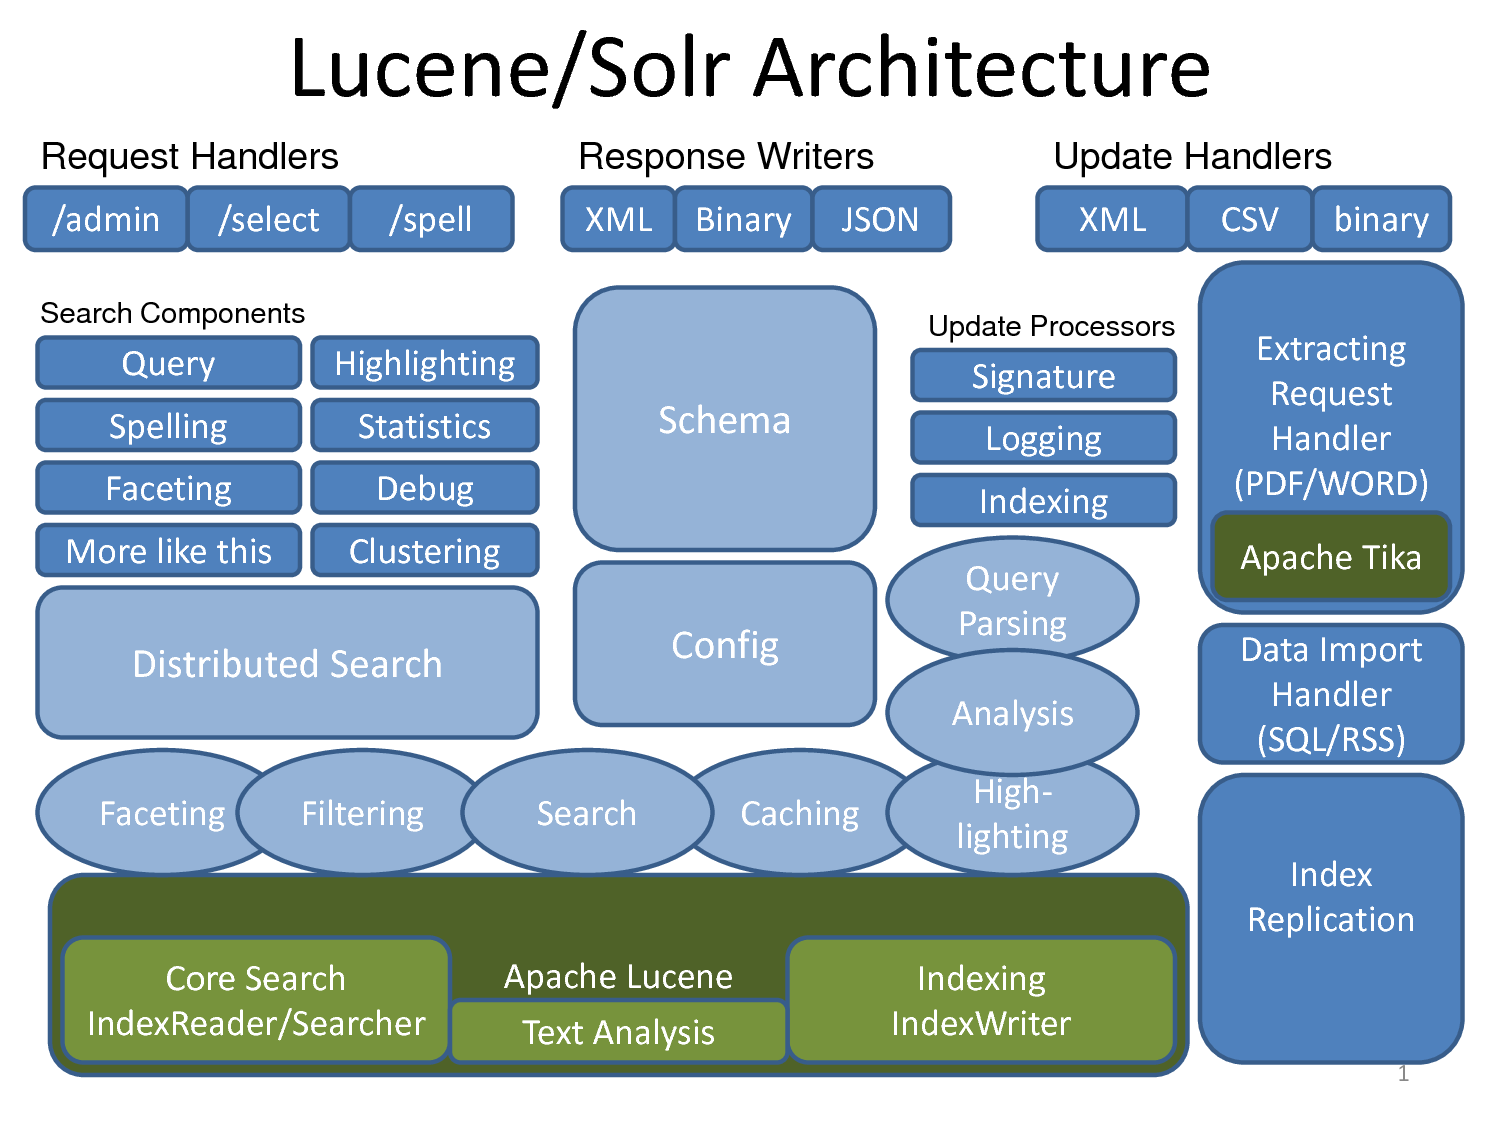 Lucene/Solr Architecture
Request Handlers
/admin
/select
/spell
Response Writers
XML
Binary
JSON
Update Handlers
XML
CSV
binary
Search Components
Query
Highlighting
Spelling
Statistics
Faceting
Debug
More like this
Clustering
Distributed Search
Schema
Config
Update Processors
Signature
Logging
Indexing
Query
Parsing
Analysis
High-
lighting
Extracting
Request
Handler
(PDF/WORD)
Apache Tika
Data Import
Handler
(SQL/RSS)
Index
Replication
Faceting
Filtering
Search
Caching
Core Search
IndexReader/Searcher
Apache Lucene
Text Analysis
Indexing
IndexWriter
1